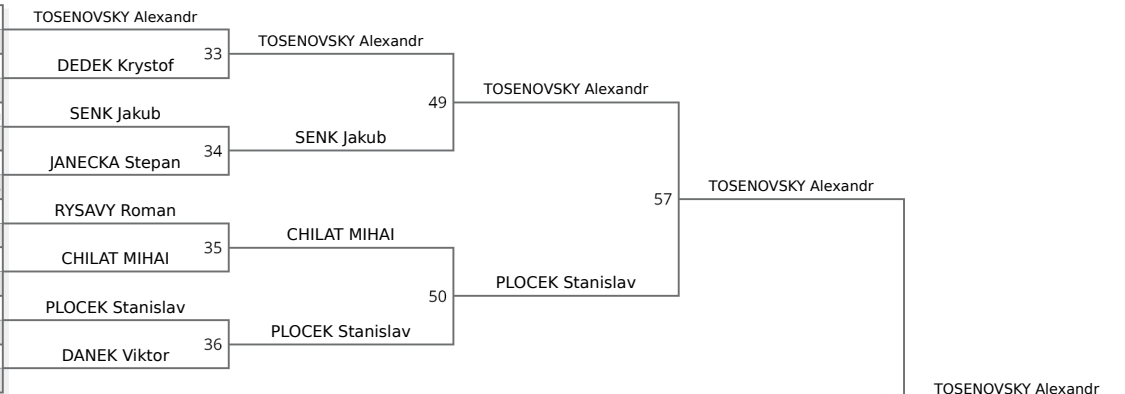 TOSENOVSKY Alexandr
33
DEDEK Krystof
TOSENOVSKY Alexandr
49
SENK Jakub
34
JANECKA Stepan
SENK Jakub
TOSENOVSKY Alexandr
57
RYSAVY Roman
35
CHILAT MIHAI
CHILAT MIHAI
50
PLOCEK Stanislav
36
DANEK Viktor
PLOCEK Stanislav
PLOCEK Stanislav
TOSENOVSKY Alexandr
TOSENOVSKY Alexandr